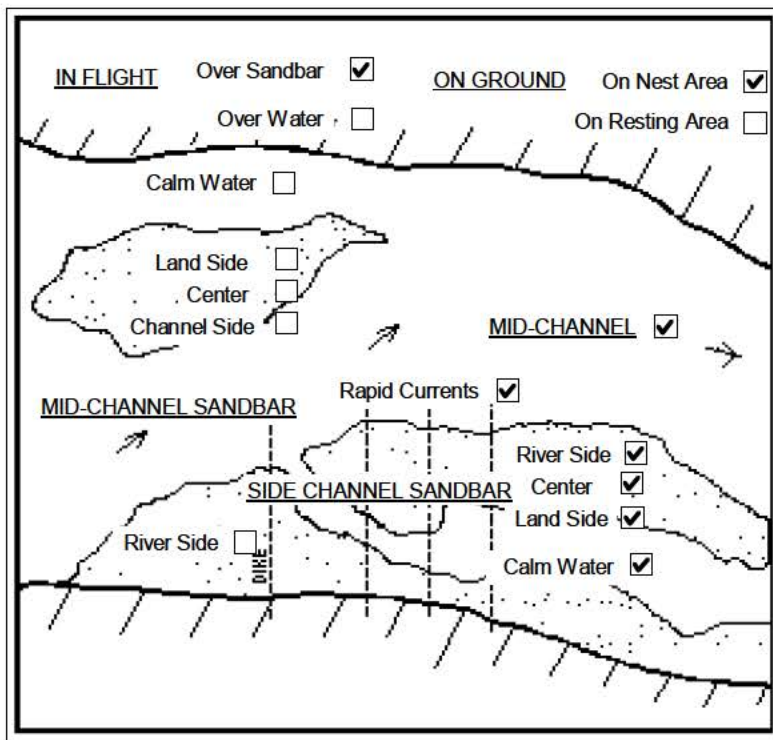 IN FLIGHT Over Sandbar ON GROUND On Nest Area
Over Water On Resting Area
Calm Water
Land Side
Center
Channel Side
MID-CHANNEL
Rapid Currents
MID-CHANNEL SANDBAR
River Side
SIDE CHANNEL SANDBAR Center
Land Side
River Side
DIKE
Calm Water